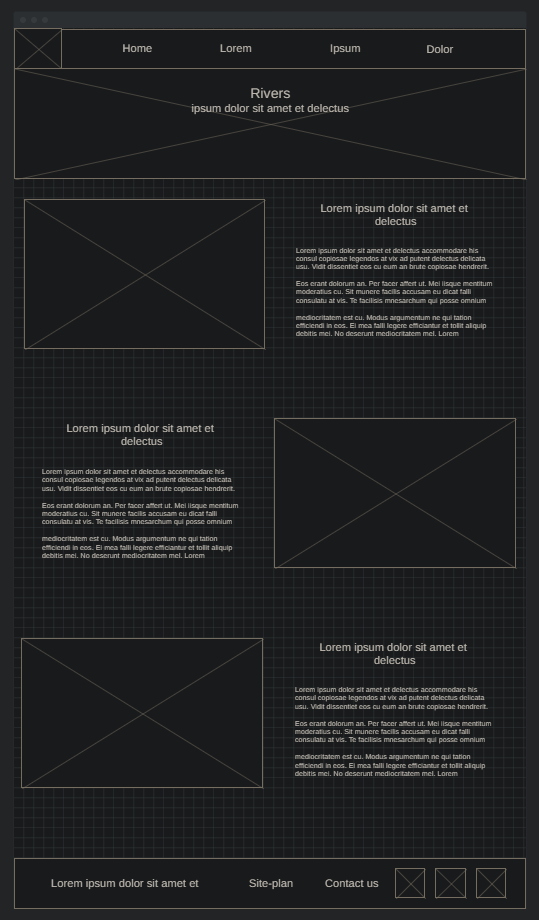 Home Lorem Ipsum Dolor
Rivers
ipsum dolor sit amet et delectus
Lorem ipsum dolor sit amet et
delectus
Lorem ipsum dolor sit amet et delectus accommodare his
consul copiosae legendos at vix ad putent delectus delicata
usu. Vidit dissentiet eos cu eum an brute copiosae hendrerit.
Eos erant dolorum an. Per facer affert ut. Mei iisque mentitum
moderatius cu. Sit munere facilis accusam eu dicat falli
consulatu at vis. Te facilisis mnesarchum qui posse omnium
mediocritatem est cu. Modus argumentum ne qui tation
efficiendi in eos. Ei mea falli legere efficiantur et tollit aliquip
debitis mei. No deserunt mediocritatem mel. Lorem
Lorem ipsum dolor sit amet et
delectus
Lorem ipsum dolor sit amet et delectus accommodare his
consul copiosae legendos at vix ad putent delectus delicata
usu. Vidit dissentiet eos cu eum an brute copiosae hendrerit.
Eos erant dolorum an. Per facer affert ut. Mei iisque mentitum
moderatius cu. Sit munere facilis accusam eu dicat falli
consulatu at vis. Te facilisis mnesarchum qui posse omnium
mediocritatem est cu. Modus argumentum ne qui tation
efficiendi in eos. Ei mea falli legere efficiantur et tollit aliquip
debitis mei. No deserunt mediocritatem mel. Lorem
Lorem ipsum dolor sit amet et
delectus
Lorem ipsum dolor sit amet et delectus accommodare his
consul copiosae legendos at vix ad putent delectus delicata
usu. Vidit dissentiet eos cu eum an brute copiosae hendrerit.
Eos erant dolorum an. Per facer affert ut. Mei iisque mentitum
moderatius cu. Sit munere facilis accusam eu dicat falli
consulatu at vis. Te facilisis mnesarchum qui posse omnium
mediocritatem est cu. Modus argumentum ne qui tation
efficiendi in eos. Ei mea falli legere efficiantur et tollit aliquip
debitis mei. No deserunt mediocritatem mel. Lorem
Lorem ipsum dolor sit amet et Site-plan Contact us